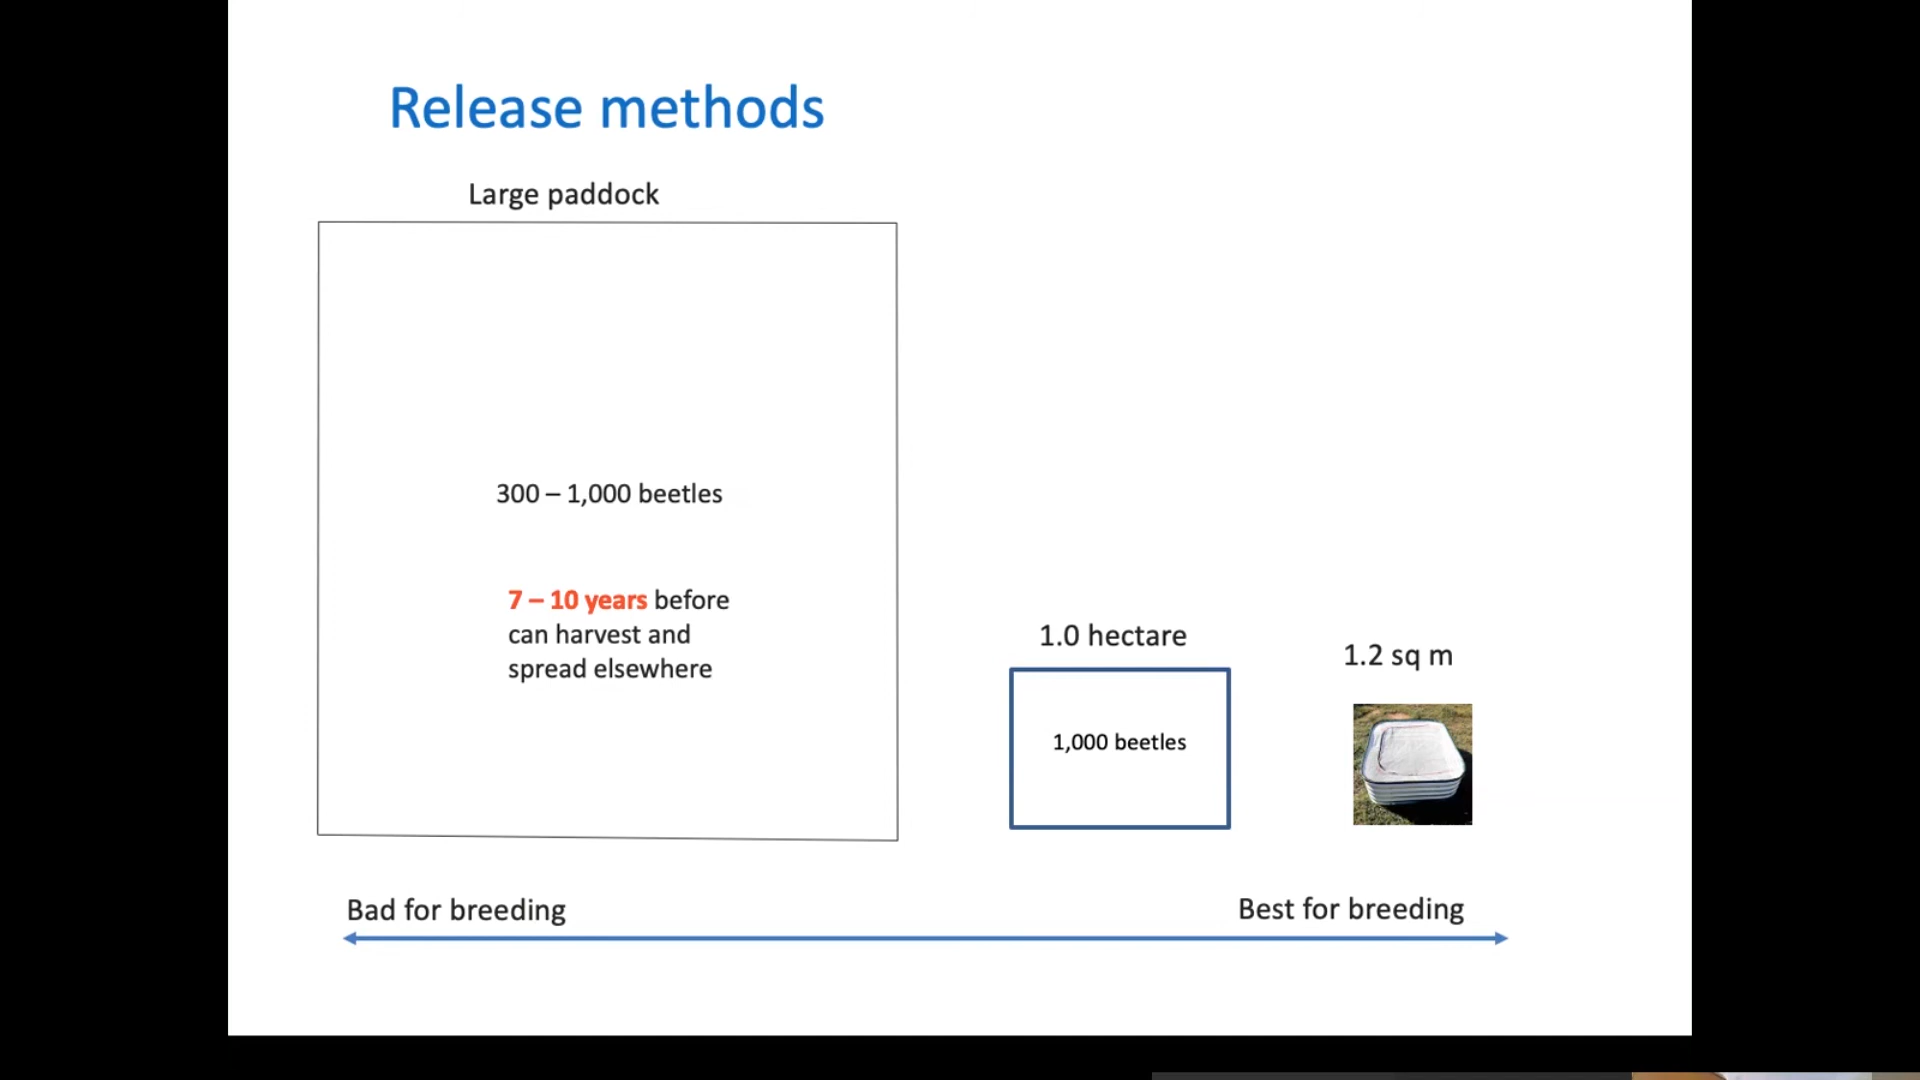 Release methods
Large paddock
300 – 1,000 beetles
7 – 10 years before
can harvest and
spread elsewhere
1.0 hectare
1,000 beetles
1.2 sq m
Bad for breeding
Best for breeding